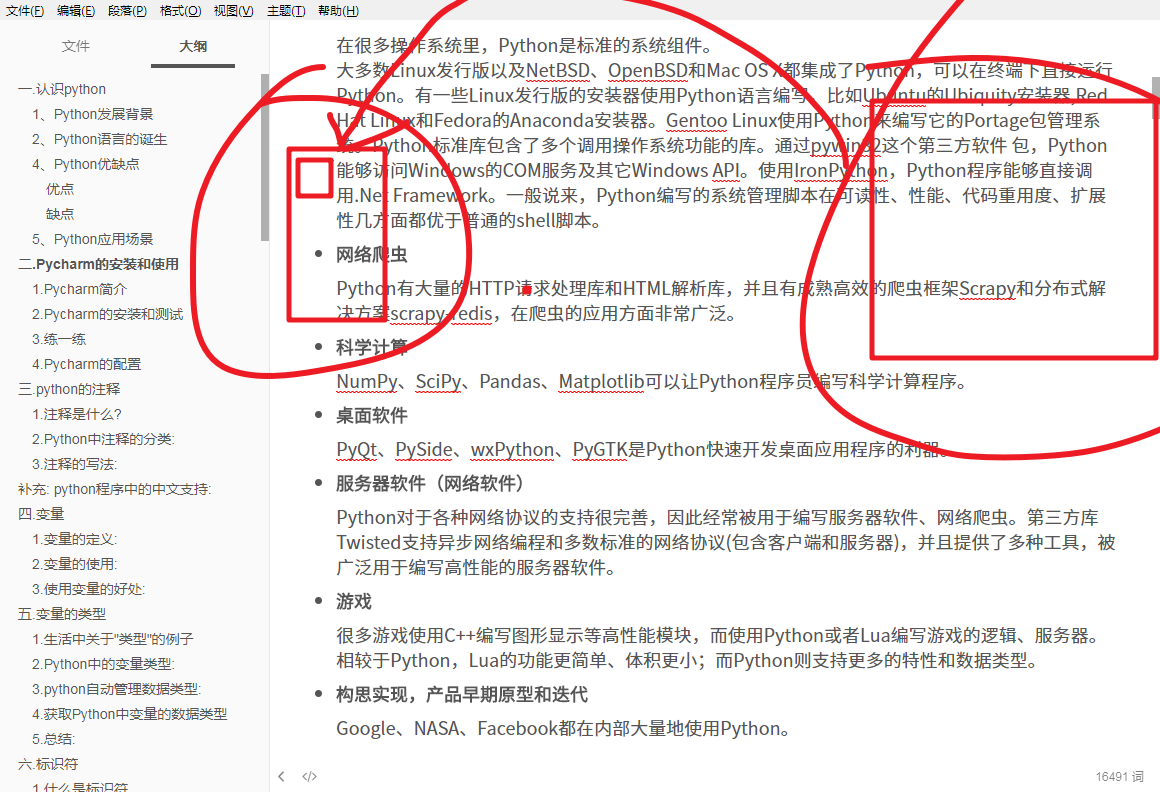 文件(F) 编辑(E) 段落(P) 格式(O) 视图(V) 主题(T) 帮助(H)
文件 大纲
一.认识python
1、Python发展背景
2、Python语言的诞生
4、Python优缺点
优点
缺点
5、Python应用场景
二.Pycharm的安装和使用
1.Pycharm简介
2.Pycharm的安装和测试
3.练一练
4.Pycharm的配置
三.python的注释
1.注释是什么?
2.Python中注释的分类:
3.注释的写法:
补充: python程序中的中文支持:
四.变量
1.变量的定义:
2.变量的使用:
3.使用变量的好处:
五.变量的类型
1.生活中关于"类型"的例子
2.Python中的变量类型:
3.python自动管理数据类型:
4.获取Python中变量的数据类型
5.总结:
六.标识符
1.什么是标识符
在很多操作系统里，Python是标准的系统组件。
大多数Linux发行版以及NetBSD、OpenBSD和Mac OS X都集成了Python，可以在终端下直接运行
Python。有一些Linux发行版的安装器使用Python语言编写，比如Ubuntu的Ubiquity安装器,Red
Hat Linux和Fedora的Anaconda安装器。Gentoo Linux使用Python来编写它的Portage包管理系
统。Python标准库包含了多个调用操作系统功能的库。通过pywin32这个第三方软件 包，Python
能够访问Windows的COM服务及其它Windows API。使用IronPython，Python程序能够直接调
用.Net Framework。一般说来，Python编写的系统管理脚本在可读性、性能、代码重用度、扩展
性几方面都优于普通的shell脚本。
网络爬虫
Python有大量的HTTP请求处理库和HTML解析库，并且有成熟高效的爬虫框架Scrapy和分布式解
决方案scrapy-redis，在爬虫的应用方面非常广泛。
科学计算
NumPy、SciPy、Pandas、Matplotlib可以让Python程序员编写科学计算程序。
桌面软件
PyQt、PySide、wxPython、PyGTK是Python快速开发桌面应用程序的利器。
服务器软件（网络软件）
Python对于各种网络协议的支持很完善，因此经常被用于编写服务器软件、网络爬虫。第三方库
Twisted支持异步网络编程和多数标准的网络协议(包含客户端和服务器)，并且提供了多种工具，被
广泛用于编写高性能的服务器软件。
游戏
很多游戏使用C++编写图形显示等高性能模块，而使用Python或者Lua编写游戏的逻辑、服务器。
相较于Python，Lua的功能更简单、体积更小；而Python则支持更多的特性和数据类型。
构思实现，产品早期原型和迭代
Google、NASA、Facebook都在内部大量地使用Python。
16491 词